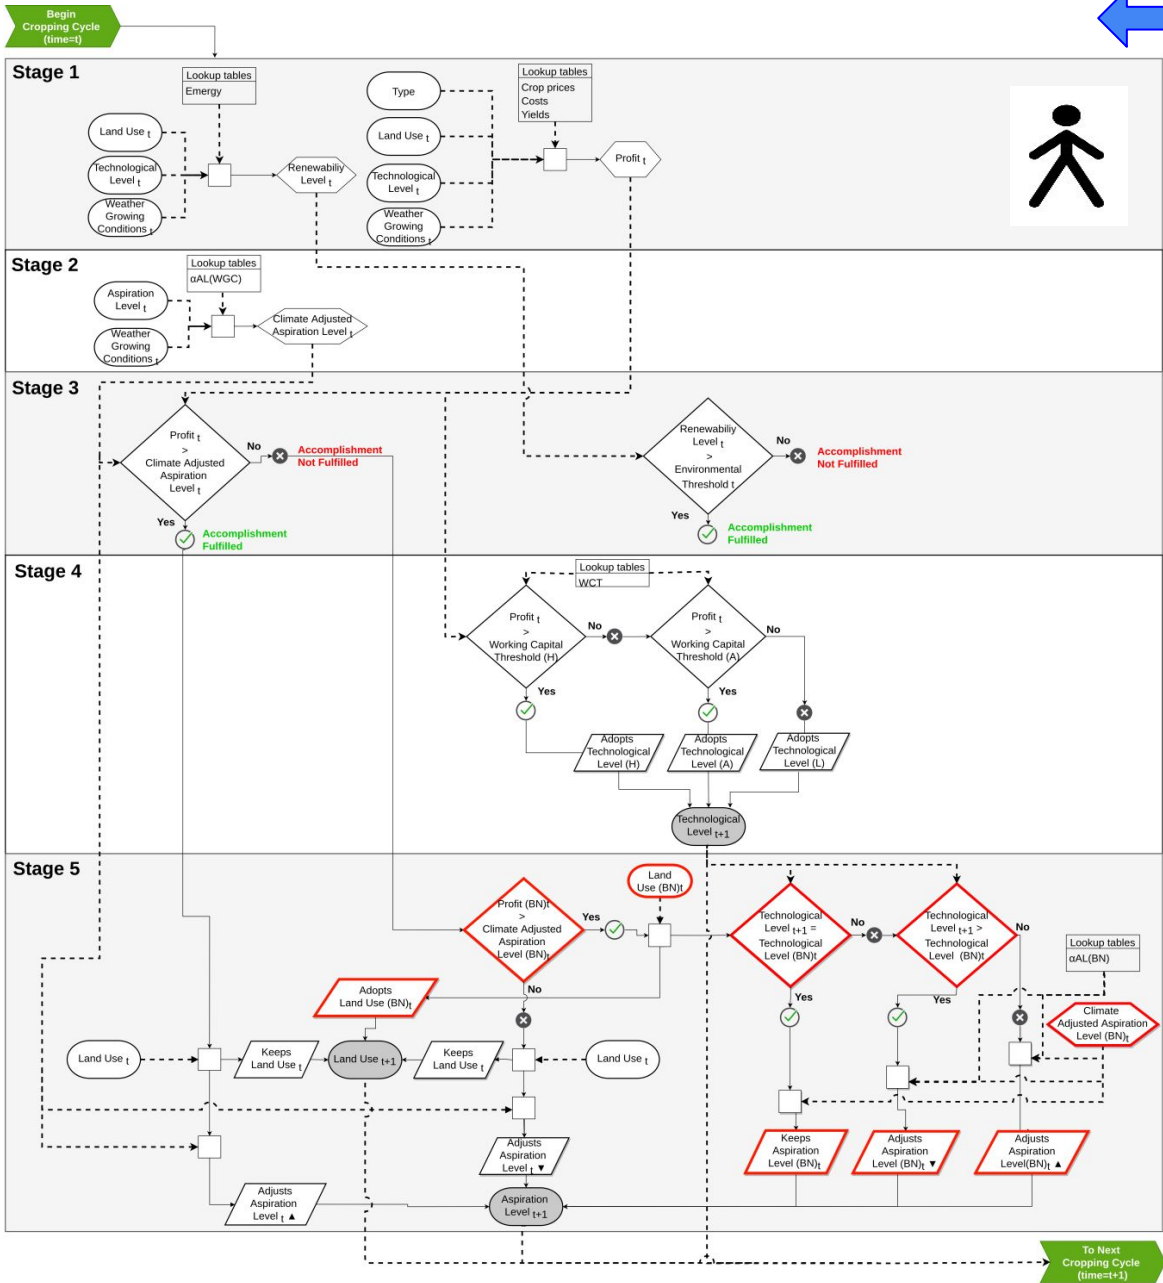 Begin
Cropping Cycle
(time=t)
Stage 1
Lookup tables
Emergy
Land Use t
Technological
Level t
Weather
Growing
Conditions t
Renewabiliy
Level t
Type
Land Use t
Technological
Level t
Weather
Growing
Conditions t
Lookup tables
Crop prices
Costs
Yields
Profit t
Stage 2
Lookup tables
αAL(WGC)
Aspiration
Level t
Weather
Growing
Conditions t
Climate Adjusted
Aspiration Level t
Stage 3
Profit t
>
Climate Adjusted
Aspiration
Level t
No
Accomplishment
Not Fulfilled
Yes
Accomplishment
Fulfilled
Renewabiliy
Level t
>
Environmental
Threshold t
No
Accomplishment
Not Fulfilled
Yes
Accomplishment
Fulfilled
Stage 4
Lookup tables
WCT
Profit t
>
Working Capital
Threshold (H)
No
Yes
Profit t
>
Working Capital
Threshold (A)
No
Yes
Adopts
Technological
Level (H)
Adopts
Technological
Level (A)
Adopts
Technological
Level (L)
Technological
Level t+1
Stage 5
Profit (BN)t
>
Climate Adjusted
Aspiration
Level (BN)t
Yes
No
Land
Use (BN)t
Technological
Level t+1 =
Technological
Level (BN)t
No
Yes
Technological
Level t+1 >
Technological
Level (BN)t
No
Yes
Lookup tables
αAL(BN)
Climate
Adjusted Aspiration
Level (BN)t
Adopts
Land Use (BN)t
Land Use t
Keeps
Land Use t
Land Use t+1
Keeps
Land Use t
Land Use t
Adjusts
Aspiration
Level t ▼
Keeps
Aspiration
Level (BN)t
Adjusts
Aspiration
Level (BN)t ▼
Adjusts
Aspiration
Level(BN)t ▲
Adjusts
Aspiration
Level t ▲
Aspiration
Level t+1
To Next
Cropping Cycle
(time=t+1)